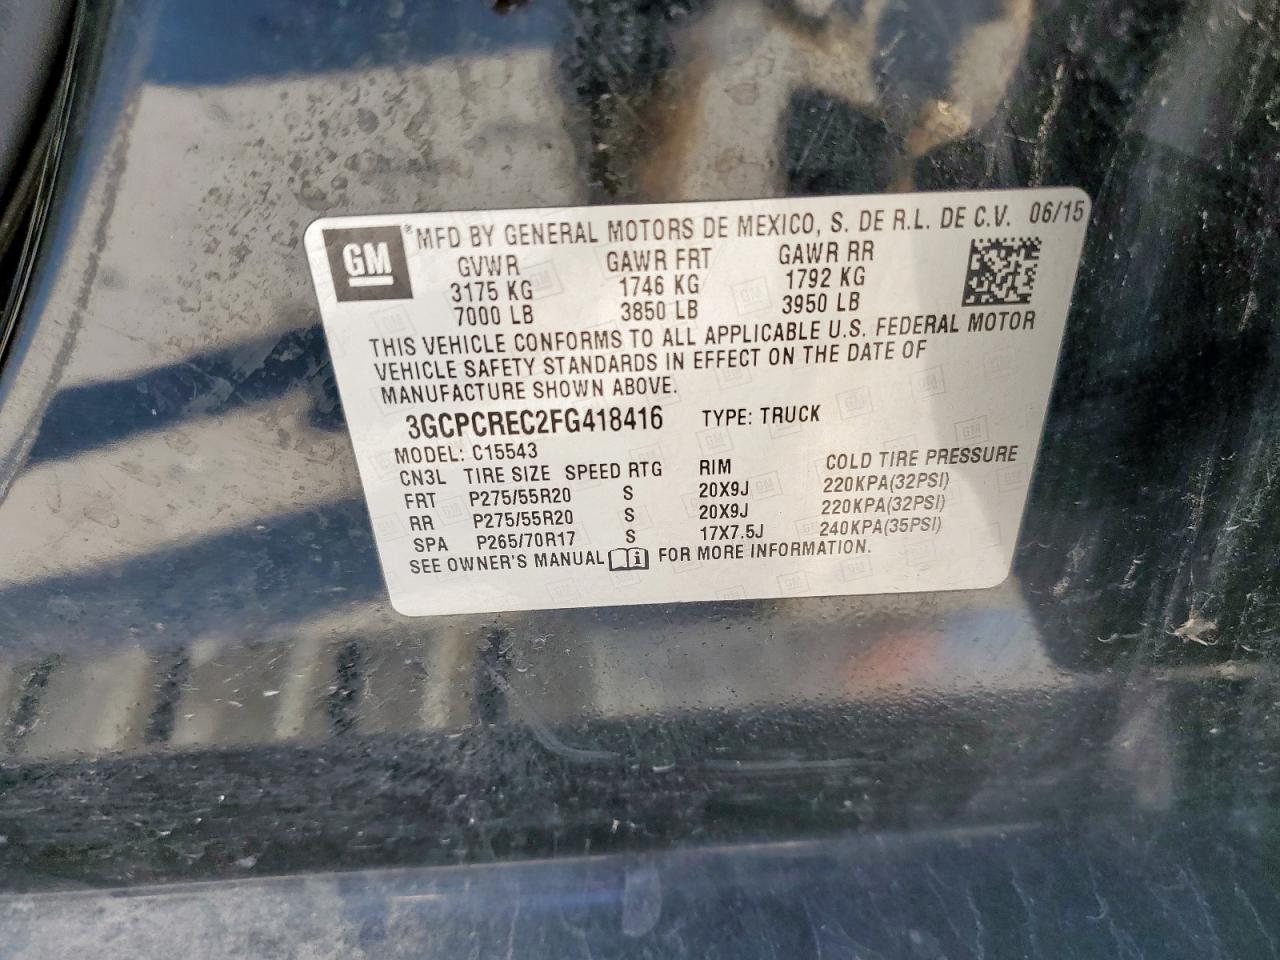 GM ® MFD BY GENERAL MOTORS DE MEXICO, S. DE R.L. DE C.V. 06/15
GVWR GAWR FRT GAWR RR
3175 KG 1746 KG 1792 KG
7000 LB 3850 LB 3950 LB
THIS VEHICLE CONFORMS TO ALL APPLICABLE U.S. FEDERAL MOTOR
VEHICLE SAFETY STANDARDS IN EFFECT ON THE DATE OF
MANUFACTURE SHOWN ABOVE.
3GCPCREC2FG418416 TYPE: TRUCK
MODEL: C15543
CN3L TIRE SIZE SPEED RTG RIM COLD TIRE PRESSURE
FRT P275/55R20 S 20X9J 220KPA(32PSI)
RR P275/55R20 S 20X9J 220KPA(32PSI)
SPA P265/70R17 S 17X7.5J 240KPA(35PSI)
SEE OWNER'S MANUAL i FOR MORE INFORMATION.